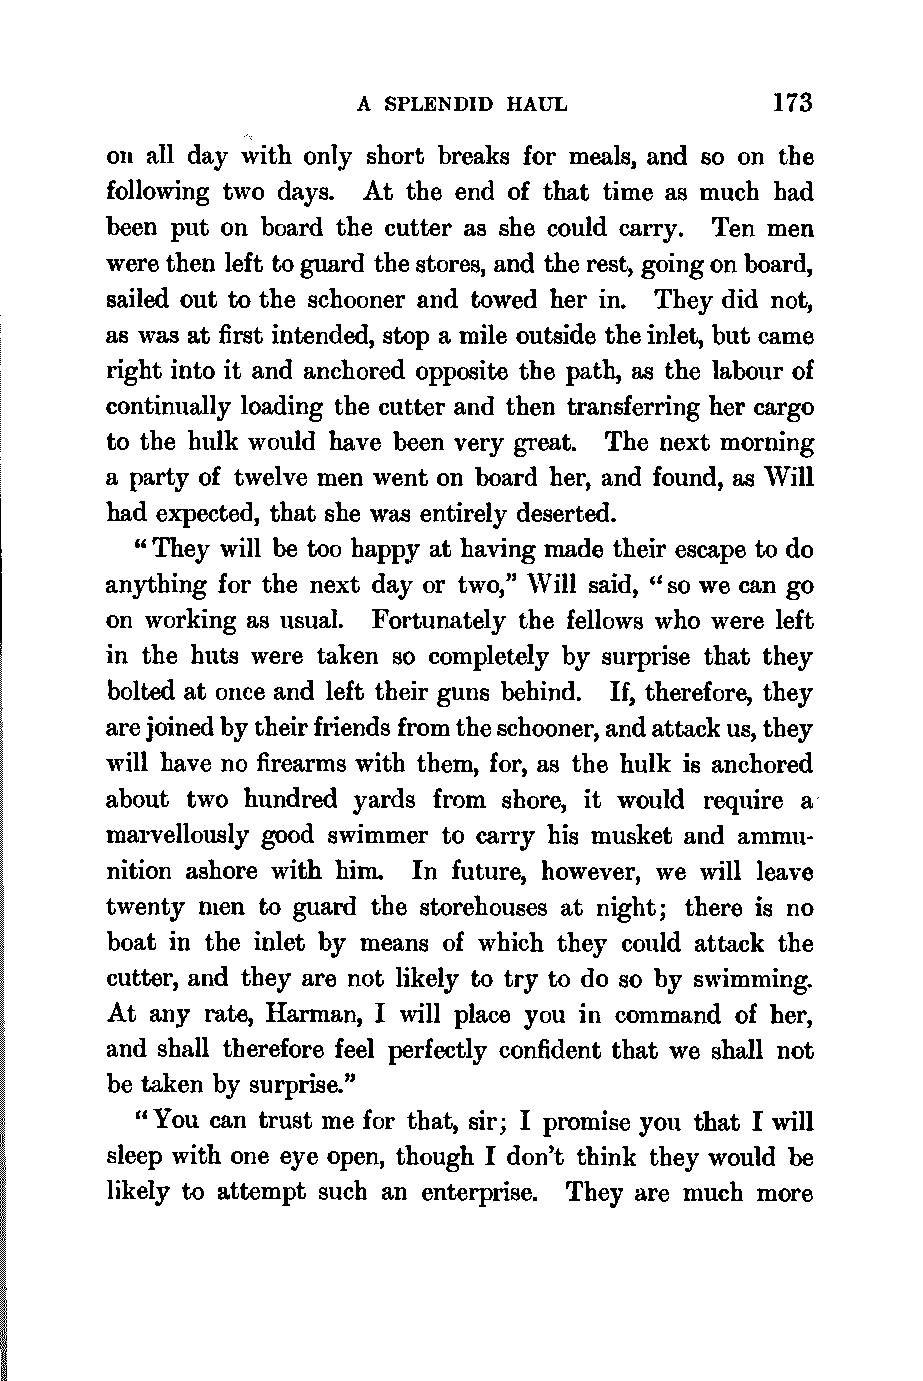 A SPLENDID HAUL 173
on all day with only short breaks for meals, and so on the
following two days. At the end of that time as much had
been put on board the cutter as she could carry. Ten men
were then left to guard the stores, and the rest, going on board,
sailed out to the schooner and towed her in. They did not,
as was at first intended, stop a mile outside the inlet, but came
right into it and anchored opposite the path, as the labour of
continually loading the cutter and then transferring her cargo
to the hulk would have been very great. The next morning
a party of twelve men went on board her, and found, as Will
had expected, that she was entirely deserted.
“They will be too happy at having made their escape to do
anything for the next day or two,” Will said, “so we can go
on working as usual. Fortunately the fellows who were left
in the huts were taken so completely by surprise that they
bolted at once and left their guns behind. If, therefore, they
are joined by their friends from the schooner, and attack us, they
will have no firearms with them, for, as the hulk is anchored
about two hundred yards from shore, it would require a
marvellously good swimmer to carry his musket and ammu-
nition ashore with him. In future, however, we will leave
twenty men to guard the storehouses at night; there is no
boat in the inlet by means of which they could attack the
cutter, and they are not likely to try to do so by swimming.
At any rate, Harman, I will place you in command of her,
and shall therefore feel perfectly confident that we shall not
be taken by surprise.”
“You can trust me for that, sir; I promise you that I will
sleep with one eye open, though I don't think they would be
likely to attempt such an enterprise. They are much more